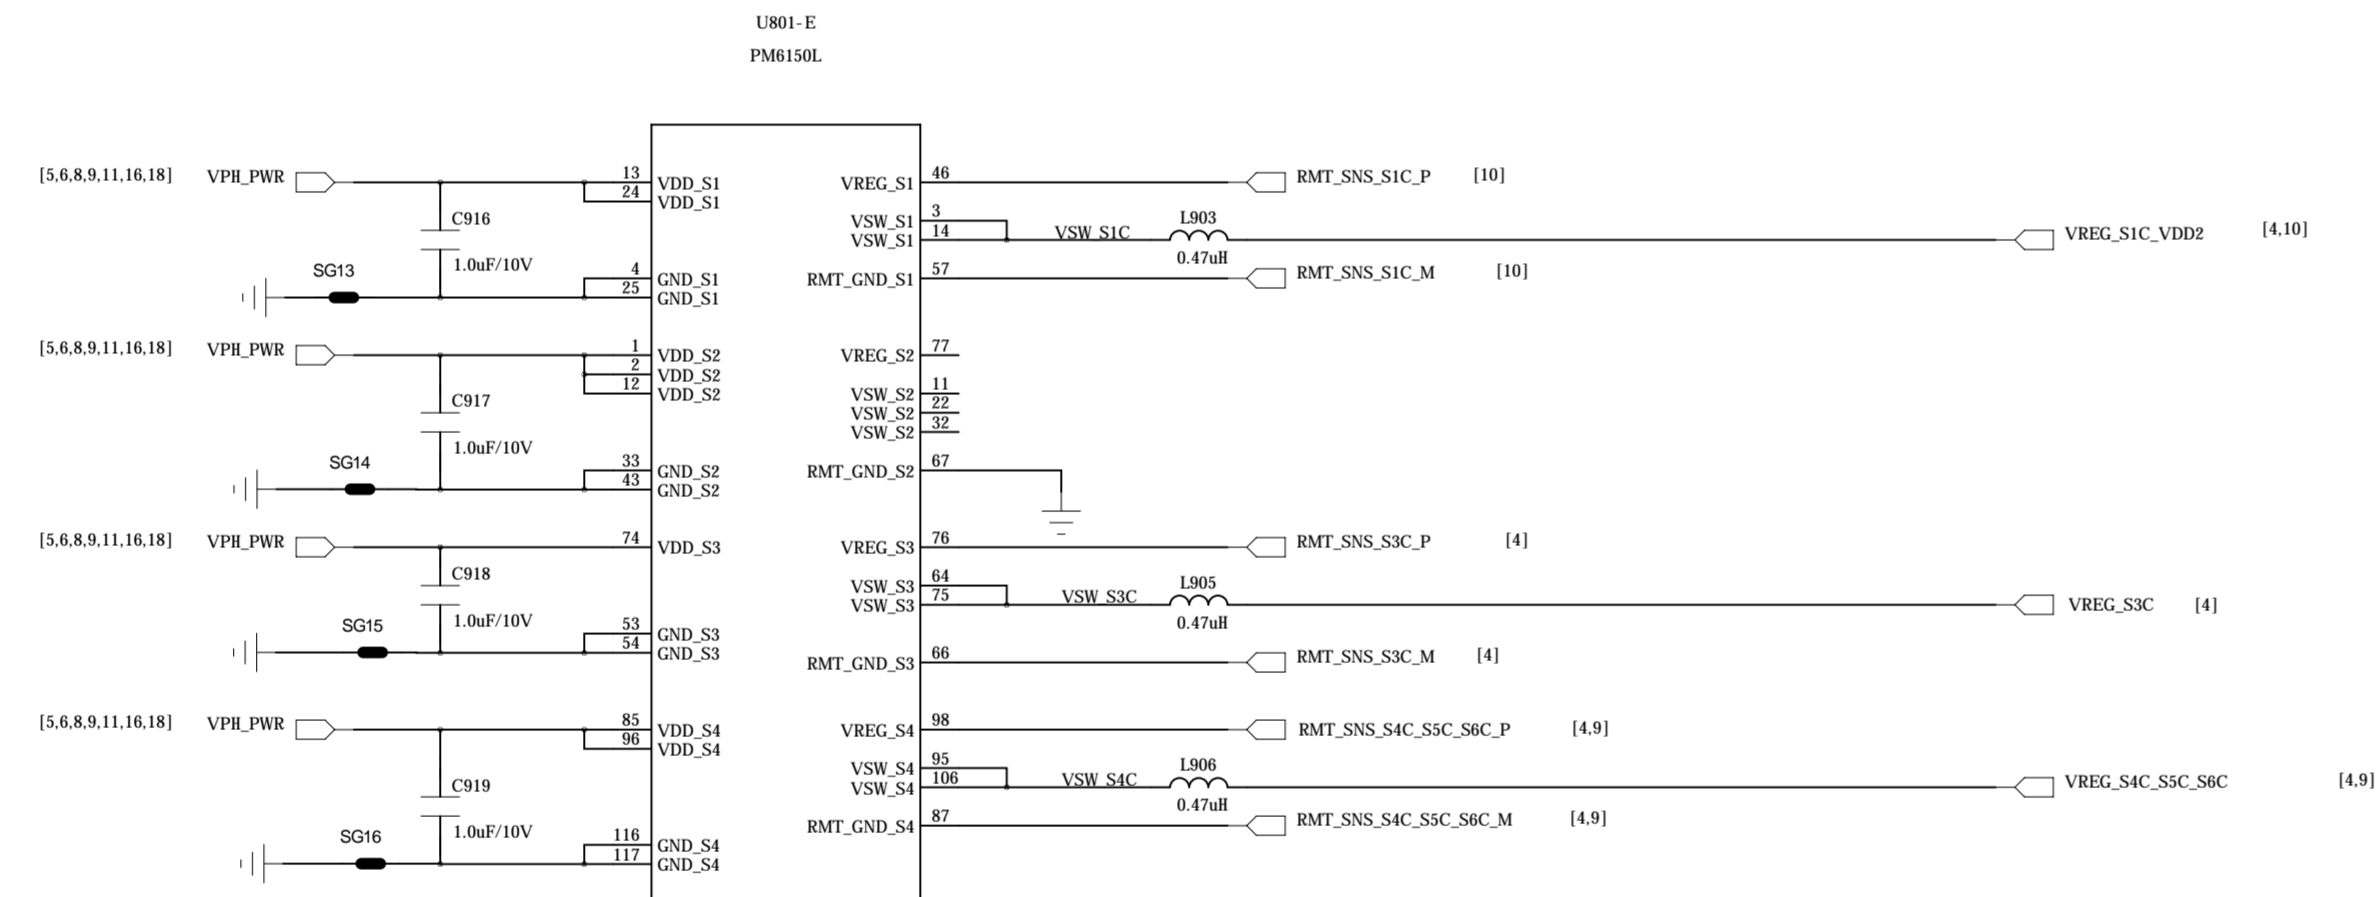 U801-E
PM6150L
[5,6,8,9,11,16,18] VPH_PWR 13 VDD_S1 VREG_S1 46 RMT_SNS_S1C_P [10]
24 VDD_S1
C916 VSW_S1 3 L903
VSW_S1 14 VSW_S1C VREG_S1C_VDD2 [4,10]
1.0uF/10V 0.47uH
SG13 4 GND_S1 RMT_GND_S1 57 RMT_SNS_S1C_M [10]
25 GND_S1
[5,6,8,9,11,16,18] VPH_PWR 1 VDD_S2 VREG_S2 77
2 VDD_S2
C917 12 VDD_S2 VSW_S2 11
VSW_S2 22
1.0uF/10V VSW_S2 32
SG14 33 GND_S2 RMT_GND_S2 67
43 GND_S2
[5,6,8,9,11,16,18] VPH_PWR 74 VDD_S3 VREG_S3 76 RMT_SNS_S3C_P [4]
C918 VSW_S3 64 L905
VSW_S3 75 VSW_S3C VREG_S3C [4]
1.0uF/10V 0.47uH
SG15 53 GND_S3
54 GND_S3 RMT_GND_S3 66 RMT_SNS_S3C_M [4]
[5,6,8,9,11,16,18] VPH_PWR 85 VDD_S4 VREG_S4 98 RMT_SNS_S4C_S5C_S6C_P [4,9]
96 VDD_S4
VSW_S4 95 L906
C919 VSW_S4 106 VSW_S4C VREG_S4C_S5C_S6C [4,9]
0.47uH
1.0uF/10V RMT_GND_S4 87 RMT_SNS_S4C_S5C_S6C_M [4,9]
SG16 116 GND_S4
117 GND_S4